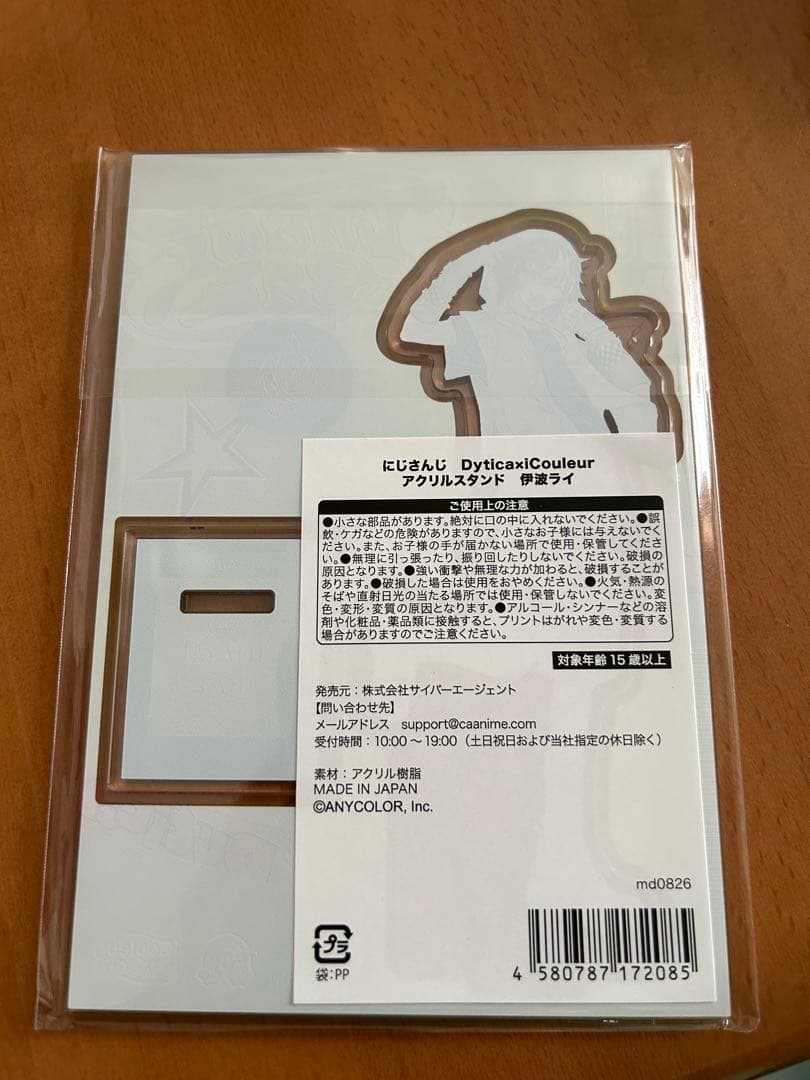 にじさんじ Dytica×iCouleur
アクリルスタンド 伊波ライ
ご使用上の注意
●小さな部品があります。絶対に口の中に入れないでください。●誤
飲・ケガなどの危険がありますので、小さなお子様には与えないでく
ださい。また、お子様の手が届かない場所で使用・保管してくださ
い。●無理に引っ張ったり、振り回したりしないでください。破損の
原因となります。●強い衝撃や無理な力が加わると、破損することが
あります。●破損した場合は使用をおやめください。●火気・熱源の
そばや直射日光の当たる場所では使用・保管しないでください。変
色・変形・変質の原因となります。●アルコール・シンナーなどの溶
剤や化粧品・薬品類に接触すると、プリントはがれや変色・変質する
場合がありますのでご注意ください。
対象年齢15歳以上
発売元：株式会社サイバーエージェント
【問い合わせ先】
メールアドレス support@caanime.com
受付時間：10:00～19:00（土日祝日および当社指定の休日除く）
素材：アクリル樹脂
MADE IN JAPAN
©ANYCOLOR, Inc.
md0826
プラ
袋:PP
4 580787 172085